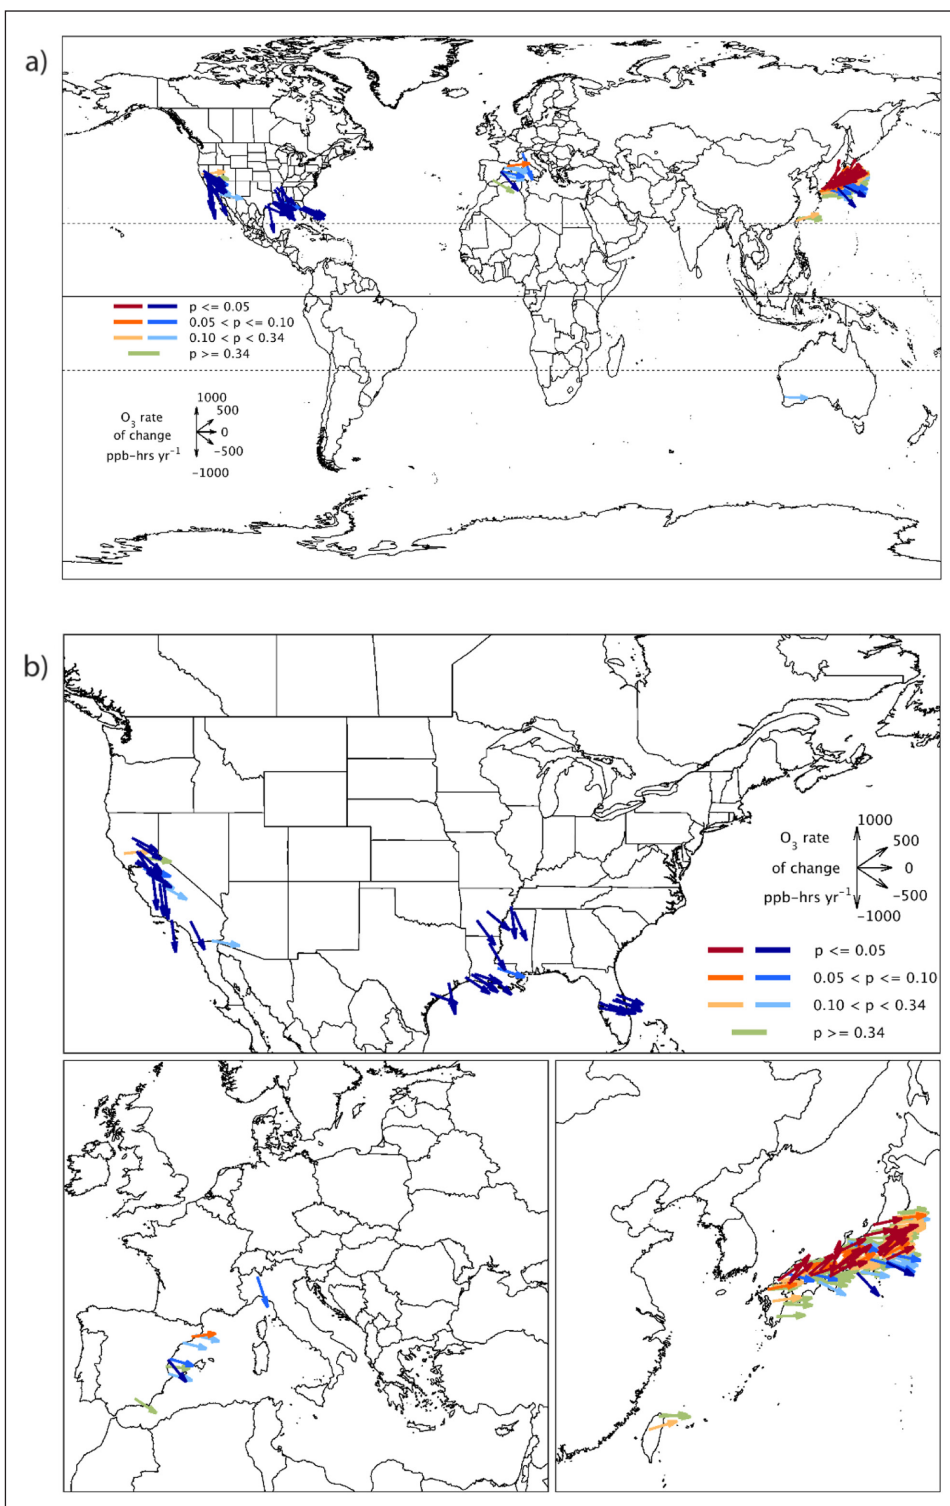 a)
p <= 0.05
0.05 < p <= 0.10
0.10 < p < 0.34
p >= 0.34
1000
O3 rate 500
of change 0
ppb-hrs yr-1 -500
-1000
b)
1000
O3 rate 500
of change 0
ppb-hrs yr-1 -500
-1000
p <= 0.05
0.05 < p <= 0.10
0.10 < p < 0.34
p >= 0.34